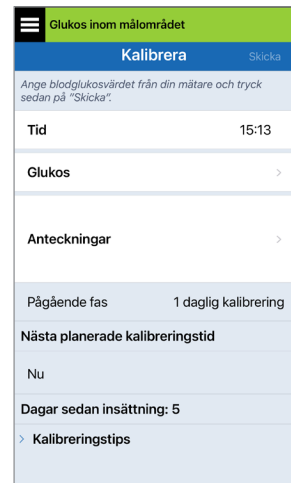 Glukos inom målområdet
Kalibrera Skicka
Ange blodglukosvärdet från din mätare och tryck
sedan på "Skicka".
Tid 15:13
Glukos
Anteckningar
Pågående fas 1 daglig kalibrering
Nästa planerade kalibreringstid
Nu
Dagar sedan insättning: 5
Kalibreringstips